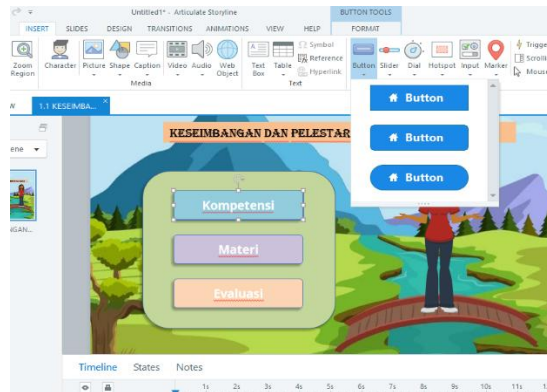 Untitled1* - Articulate Storyline
BUTTON TOOLS
INSERT SLIDES DESIGN TRANSITIONS ANIMATIONS VIEW HELP FORMAT
Zoom Region
Character
Picture
Shape
Caption
Video
Audio
Web Object
Text Box
Table
Symbol
Reference
Hyperlink
Button
Slider
Dial
Hotspot
Input
Marker
Media
Text
1.1 KESEIMBA...
Button
Button
Button
KESEIMBANGAN DAN PELESTAR
Kompetensi
Materi
Evaluasi
Timeline States Notes
1s 2s 3s 4s 5s 6s 7s 8s 9s 10s 11s